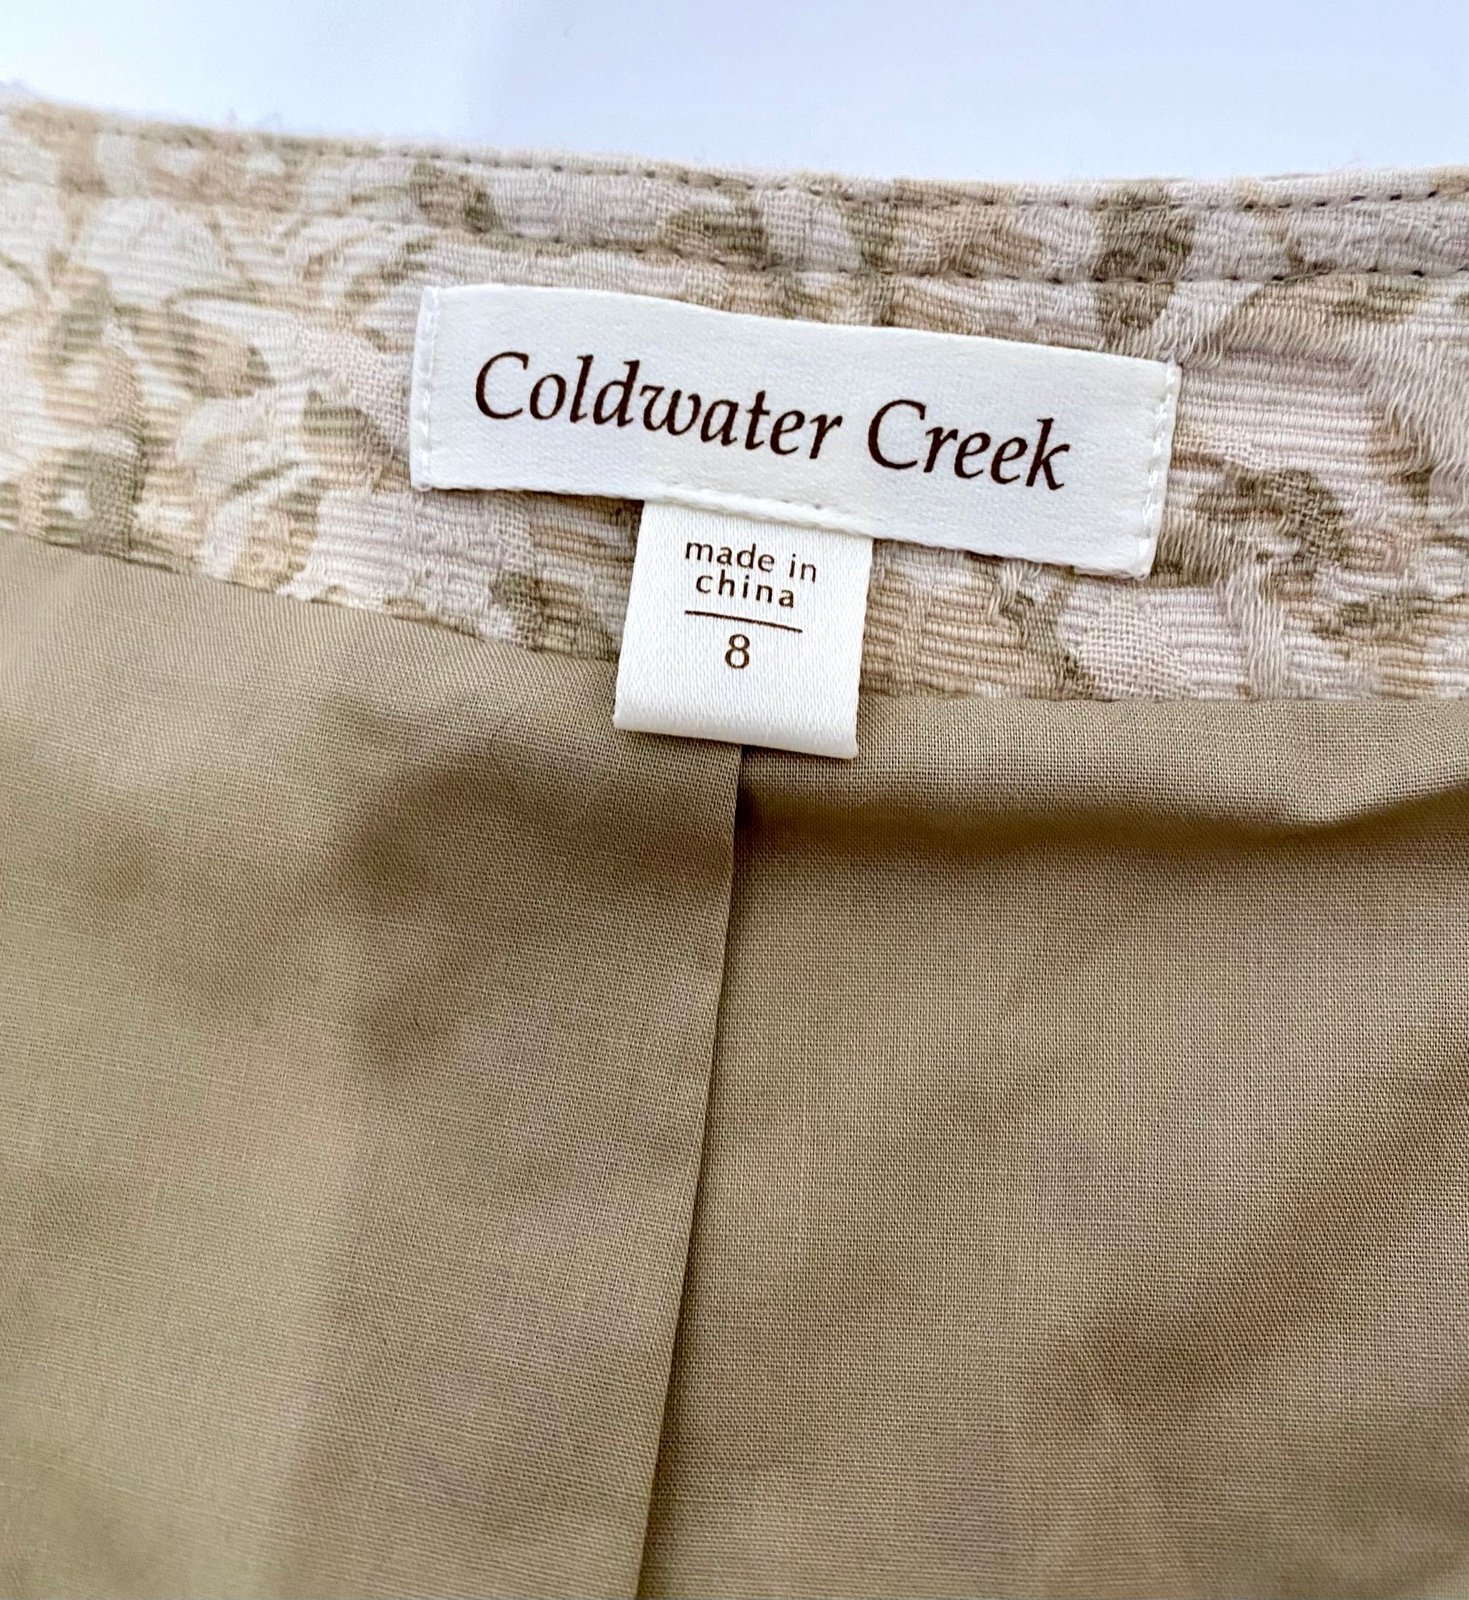 Coldwater Creek
made in
china
8